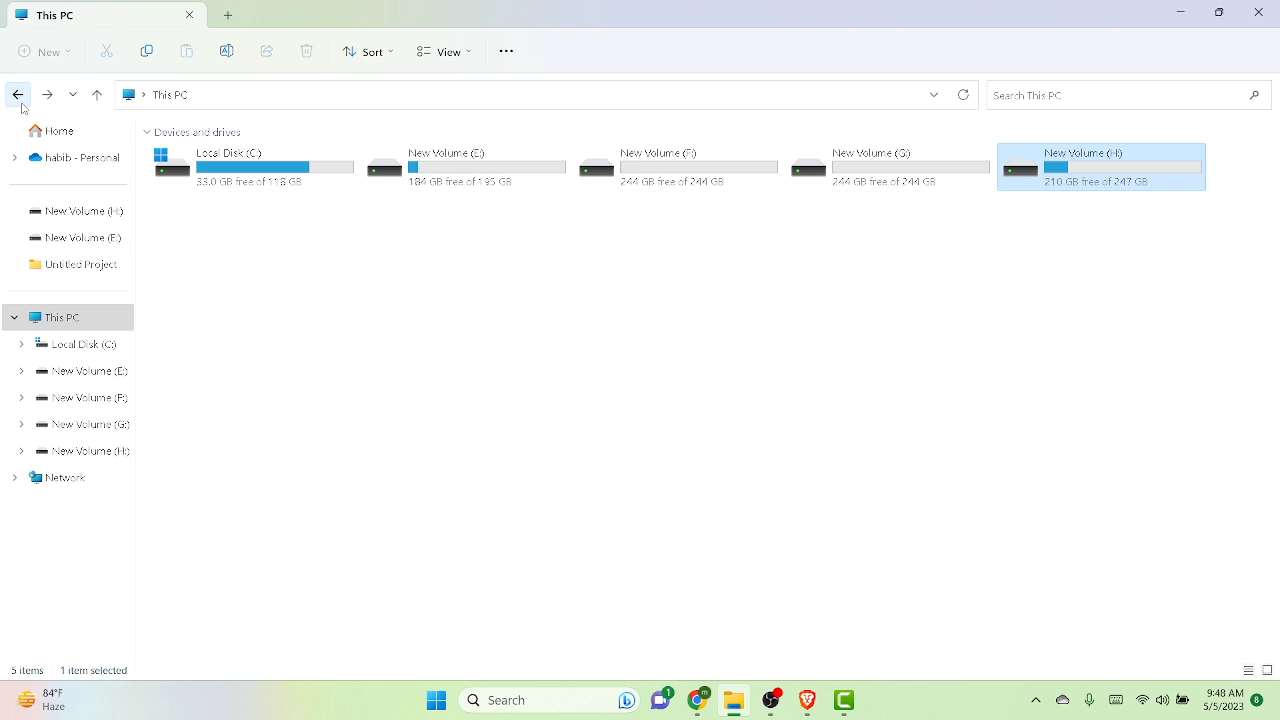 This PC
New
Sort
View
This PC
Search This PC
Home
habib - Personal
New Volume (H:)
New Volume (E:)
Untitled Project
This PC
Local Disk (C:)
New Volume (E:)
New Volume (F:)
New Volume (G:)
New Volume (H:)
Network
Devices and drives
Local Disk (C:)
33.0 GB free of 118 GB
New Volume (E:)
184 GB free of 195 GB
New Volume (F:)
244 GB free of 244 GB
New Volume (G:)
244 GB free of 244 GB
New Volume (H:)
210 GB free of 247 GB
5 items 1 item selected
84°F
Haze
Search
1
m
9:48 AM
5/5/2023
8